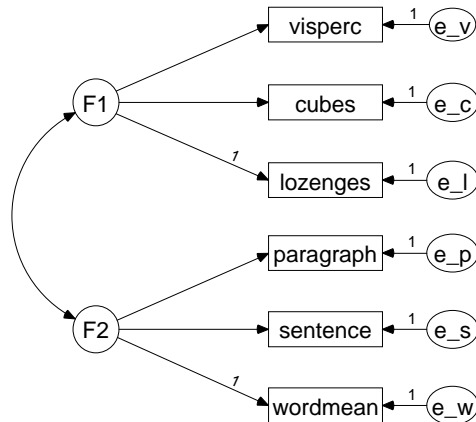 visperc 1 e_v
F1 cubes 1 e_c
1 lozenges 1 e_l
paragraph 1 e_p
F2 sentence 1 e_s
1 wordmean 1 e_w